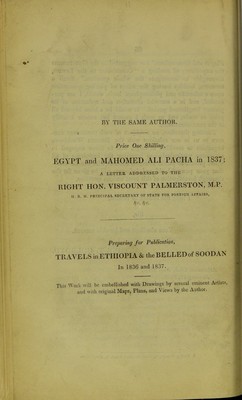 BY THE SAME AUTHOR.
Price One Shilling,
EGYPT and MAHOMED ALI PACHA in 1837;
A LETTER ADDRESSED TO THE
RIGHT HON. VISCOUNT PALMERSTON, M.P.
H. B. M. PRINCIPAL SECRETARY OF STATE FOR FOREIGN AFFAIRS,
&c. &c.
Preparing for Publication,
TRAVELS in ETHIOPIA & the BELLED of SOODAN
In 1836 and 1837.
This Work will be embellished with Drawings by several eminent Artists,
and with original Maps, Plans, and Views by the Author.